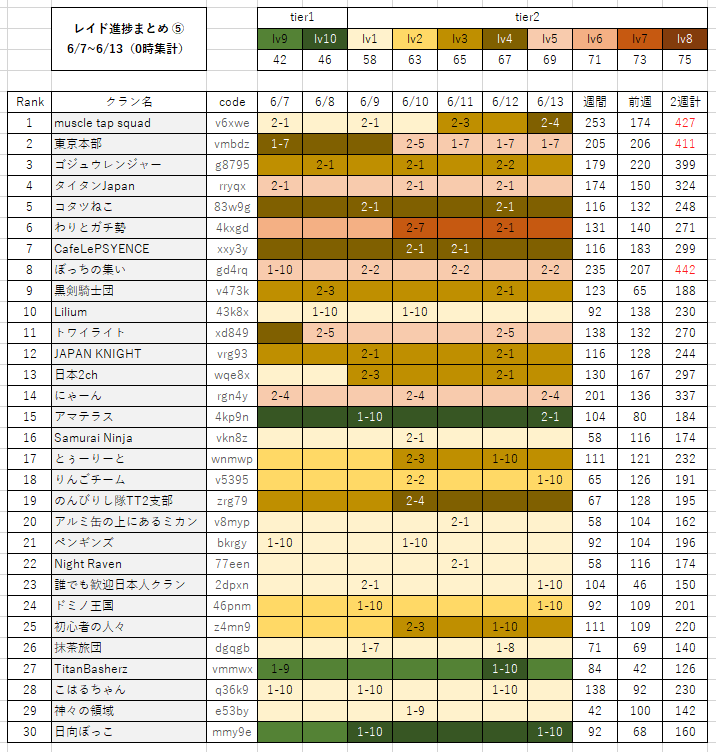 レイド進捗まとめ ⑤
6/7~6/13（0時集計）
tier1 tier2
lv9 lv10 lv1 lv2 lv3 lv4 lv5 lv6 lv7 lv8
42 46 58 63 65 67 69 71 73 75
Rank クラン名 code 6/7 6/8 6/9 6/10 6/11 6/12 6/13 週間 前週 2週計
1 muscle tap squad v6xwe 2-1 2-1 2-3 2-4 253 174 427
2 東京本部 vmbdz 1-7 2-5 1-7 1-7 1-7 205 206 411
3 ゴジュウレンジャー g8795 2-1 2-1 2-2 179 220 399
4 タイタンJapan rryqx 2-1 2-1 2-1 174 150 324
5 コタツねこ 83w9g 2-1 2-1 116 132 248
6 わりとガチ勢 4kxgd 2-7 2-1 131 140 271
7 CafeLePSYENCE xxy3y 2-1 2-1 116 183 299
8 ぼっちの集い gd4rq 1-10 2-2 2-2 2-2 235 207 442
9 黒剣騎士団 v473k 2-3 2-1 123 65 188
10 Lilium 43k8x 1-10 1-10 92 138 230
11 トワイライト xd849 2-5 2-5 138 132 270
12 JAPAN KNIGHT vrg93 2-1 2-1 116 128 244
13 日本2ch wqe8x 2-3 2-1 130 167 297
14 にゃーん rgn4y 2-4 2-4 2-4 201 136 337
15 アマテラス 4kp9n 1-10 2-1 104 80 184
16 Samurai Ninja vkn8z 2-1 58 116 174
17 とぅーりーと wnmwp 2-3 1-10 111 121 232
18 りんごチーム v5395 2-2 1-10 65 126 191
19 のんびりし隊TT2支部 zrg79 2-4 67 128 195
20 アルミ缶の上にあるミカン v8myp 2-1 58 104 162
21 ペンギンズ bkrgy 1-10 1-10 92 104 196
22 Night Raven 77een 2-1 58 116 174
23 誰でも歓迎日本人クラン 2dpxn 2-1 1-10 104 46 150
24 ドミノ王国 46pnm 1-10 1-10 92 109 201
25 初心者の人々 z4mn9 2-3 1-10 111 109 220
26 抹茶旅団 dgqgb 1-7 1-8 71 69 140
27 TitanBasherz vmmwx 1-9 1-10 84 42 126
28 こはるちゃん q36k9 1-10 1-10 1-10 138 92 230
29 神々の領域 e53by 1-9 42 100 142
30 日向ぼっこ mmy9e 1-10 1-10 92 68 160